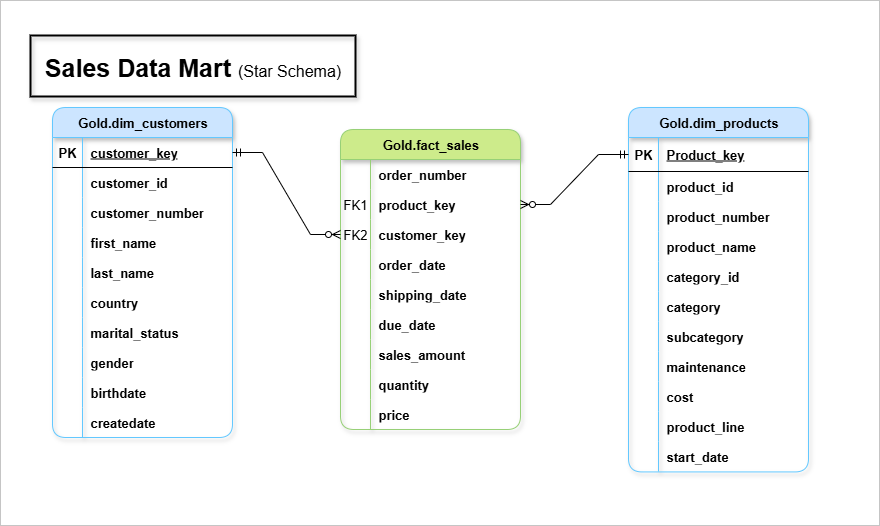 Sales Data Mart (Star Schema)
Gold.dim_customers
PK customer_key
customer_id
customer_number
first_name
last_name
country
marital_status
gender
birthdate
createdate
Gold.fact_sales
order_number
FK1 product_key
FK2 customer_key
order_date
shipping_date
due_date
sales_amount
quantity
price
Gold.dim_products
PK Product_key
product_id
product_number
product_name
category_id
category
subcategory
maintenance
cost
product_line
start_date